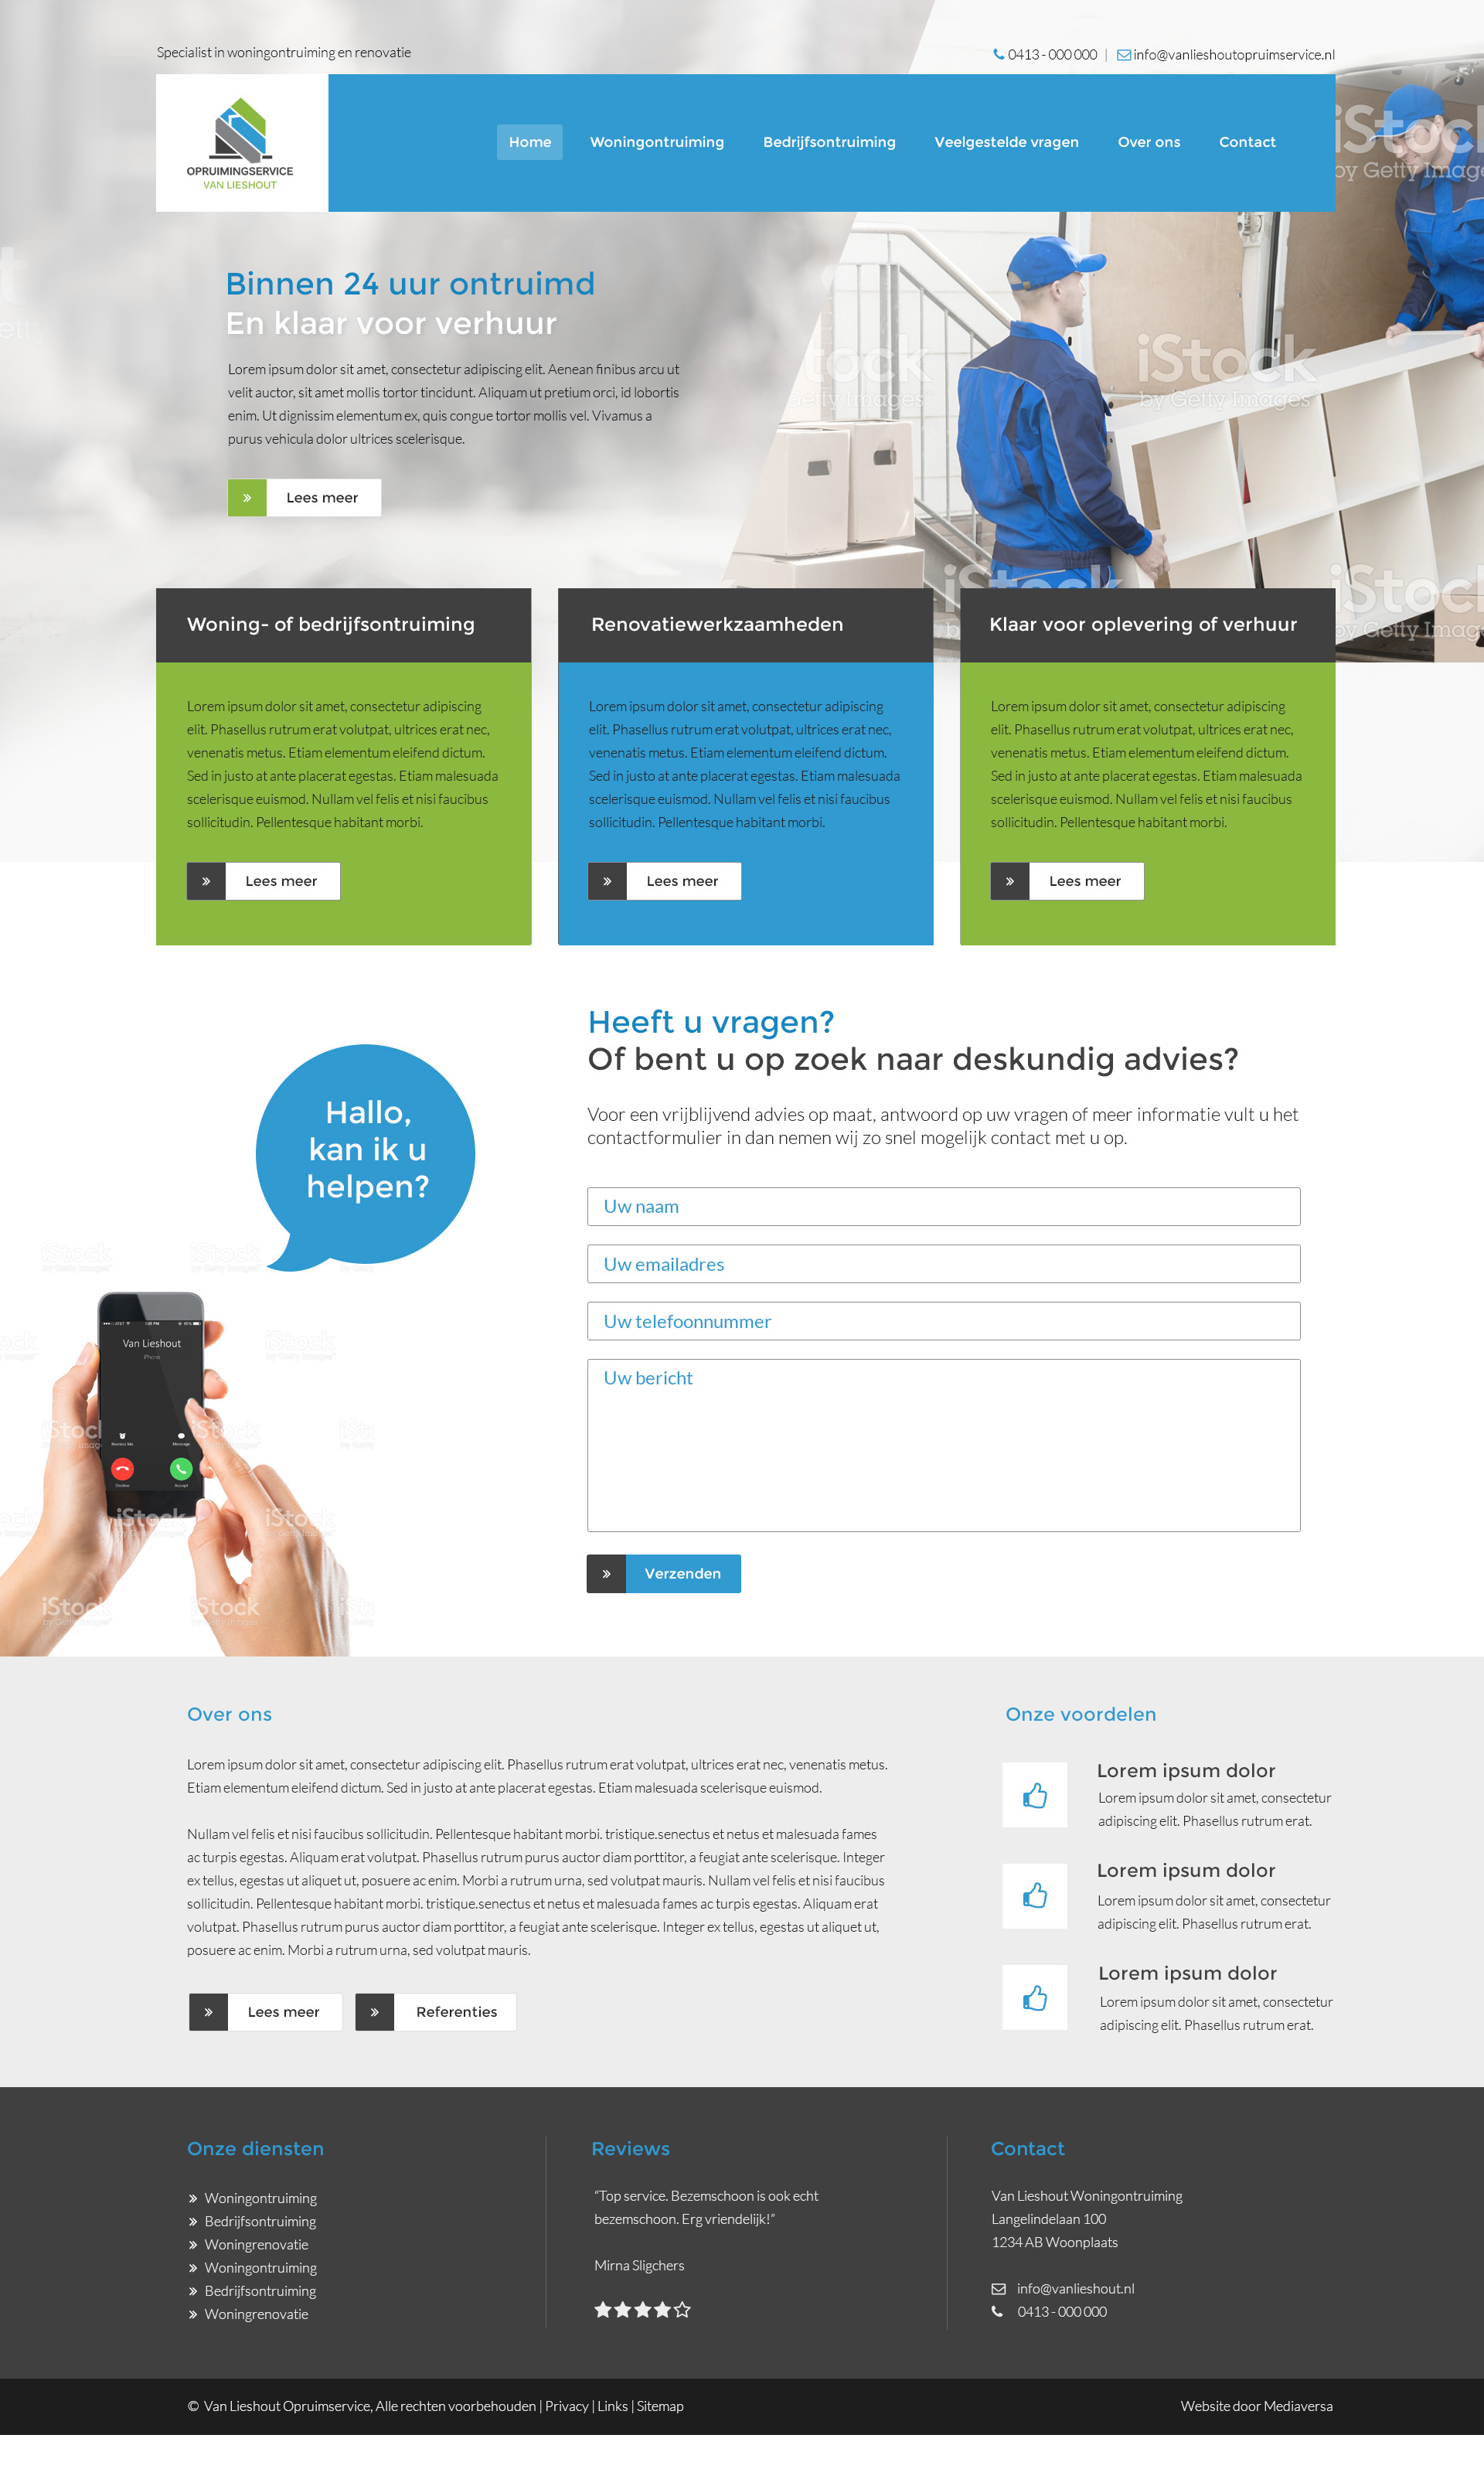 Specialist in woningontruiming en renovatie
0413 - 000 000 | info@vanlieshoutopruimservice.nl
OPRUIMINGSERVICE
VAN LIESHOUT
Home Woningontruiming Bedrijfsontruiming Veelgestelde vragen Over ons Contact
iStock
by Getty Images
Binnen 24 uur ontruimd
En klaar voor verhuur
Lorem ipsum dolor sit amet, consectetur adipiscing elit. Aenean finibus arcu ut
velit auctor, sit amet mollis tortor tincidunt. Aliquam ut pretium orci, id lobortis
enim. Ut dignissim elementum ex, quis congue tortor mollis vel. Vivamus a
purus vehicula dolor ultrices scelerisque.
Lees meer
Woning- of bedrijfsontruiming
Lorem ipsum dolor sit amet, consectetur adipiscing
elit. Phasellus rutrum erat volutpat, ultrices erat nec,
venenatis metus. Etiam elementum eleifend dictum.
Sed in justo at ante placerat egestas. Etiam malesuada
scelerisque euismod. Nullam vel felis et nisi faucibus
sollicitudin. Pellentesque habitant morbi.
Lees meer
Renovatiewerkzaamheden
Lorem ipsum dolor sit amet, consectetur adipiscing
elit. Phasellus rutrum erat volutpat, ultrices erat nec,
venenatis metus. Etiam elementum eleifend dictum.
Sed in justo at ante placerat egestas. Etiam malesuada
scelerisque euismod. Nullam vel felis et nisi faucibus
sollicitudin. Pellentesque habitant morbi.
Lees meer
Klaar voor oplevering of verhuur
Lorem ipsum dolor sit amet, consectetur adipiscing
elit. Phasellus rutrum erat volutpat, ultrices erat nec,
venenatis metus. Etiam elementum eleifend dictum.
Sed in justo at ante placerat egestas. Etiam malesuada
scelerisque euismod. Nullam vel felis et nisi faucibus
sollicitudin. Pellentesque habitant morbi.
Lees meer
Hallo,
kan ik u
helpen?
Van Lieshout
iPhone
Remind Me Message
Decline Accept
Heeft u vragen?
Of bent u op zoek naar deskundig advies?
Voor een vrijblijvend advies op maat, antwoord op uw vragen of meer informatie vult u het
contactformulier in dan nemen wij zo snel mogelijk contact met u op.
Uw naam
Uw emailadres
Uw telefoonnummer
Uw bericht
Verzenden
Over ons
Lorem ipsum dolor sit amet, consectetur adipiscing elit. Phasellus rutrum erat volutpat, ultrices erat nec, venenatis metus.
Etiam elementum eleifend dictum. Sed in justo at ante placerat egestas. Etiam malesuada scelerisque euismod.
Nullam vel felis et nisi faucibus sollicitudin. Pellentesque habitant morbi. tristique.senectus et netus et malesuada fames
ac turpis egestas. Aliquam erat volutpat. Phasellus rutrum purus auctor diam porttitor, a feugiat ante scelerisque. Integer
ex tellus, egestas ut aliquet ut, posuere ac enim. Morbi a rutrum urna, sed volutpat mauris. Nullam vel felis et nisi faucibus
sollicitudin. Pellentesque habitant morbi. tristique.senectus et netus et malesuada fames ac turpis egestas. Aliquam erat
volutpat. Phasellus rutrum purus auctor diam porttitor, a feugiat ante scelerisque. Integer ex tellus, egestas ut aliquet ut,
posuere ac enim. Morbi a rutrum urna, sed volutpat mauris.
Lees meer Referenties
Onze voordelen
Lorem ipsum dolor
Lorem ipsum dolor sit amet, consectetur
adipiscing elit. Phasellus rutrum erat.
Lorem ipsum dolor
Lorem ipsum dolor sit amet, consectetur
adipiscing elit. Phasellus rutrum erat.
Lorem ipsum dolor
Lorem ipsum dolor sit amet, consectetur
adipiscing elit. Phasellus rutrum erat.
Onze diensten
Woningontruiming
Bedrijfsontruiming
Woningrenovatie
Woningontruiming
Bedrijfsontruiming
Woningrenovatie
Reviews
“Top service. Bezemschoon is ook echt
bezemschoon. Erg vriendelijk!”
Mirna Sligchers
Contact
Van Lieshout Woningontruiming
Langelindelaan 100
1234 AB Woonplaats
info@vanlieshout.nl
0413 - 000 000
© Van Lieshout Opruimservice, Alle rechten voorbehouden | Privacy | Links | Sitemap
Website door Mediaversa